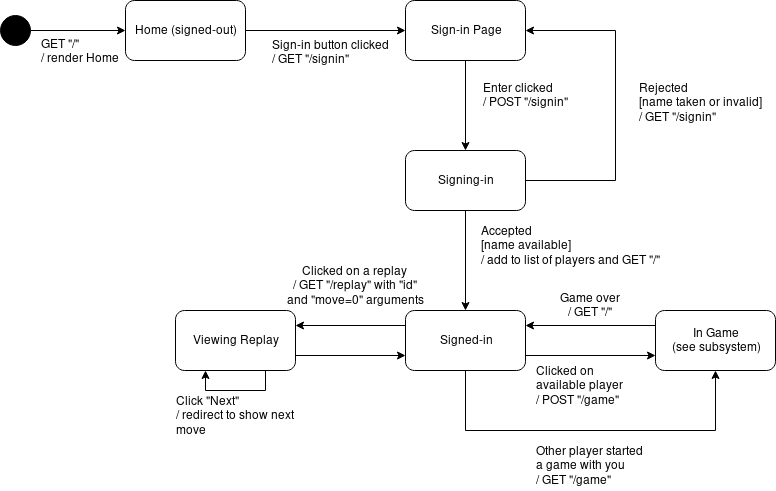 Home (signed-out)
Sign-in Page
GET "/"
/ render Home
Sign-in button clicked
/ GET "/signin"
Enter clicked
/ POST "/signin"
Rejected
[name taken or invalid]
/ GET "/signin"
Signing-in
Accepted
[name available]
/ add to list of players and GET "/"
Clicked on a replay
/ GET "/replay" with "id"
and "move=0" arguments
Game over
/ GET "/"
Viewing Replay
Signed-in
In Game
(see subsystem)
Click "Next"
/ redirect to show next
move
Clicked on
available player
/ POST "/game"
Other player started
a game with you
/ GET "/game"